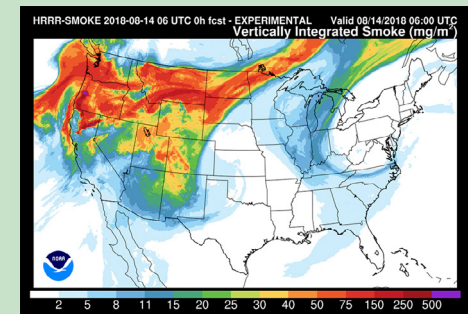 HRRR-SMOKE 2018-08-14 06 UTC 0h fcst - EXPERIMENTAL Valid 08/14/2018 06:00 UTC
Vertically Integrated Smoke (mg/m²)
NOAA
2 5 8 11 15 20 25 30 40 50 75 150 250 500